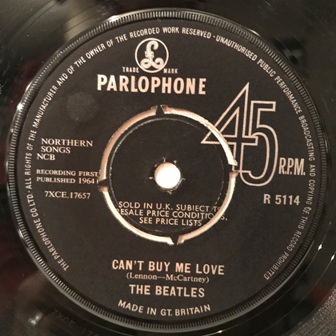 THE PARLOPHONE CO LTD · ALL RIGHTS OF THE MANUFACTURER AND OF THE OWNER OF THE RECORDED WORK RESERVED · UNAUTHORISED PUBLIC PERFORMANCE BROADCASTING AND COPYING OF THIS RECORD PROHIBITED
£
TRADE MARK
PARLOPHONE
45
R.P.M.
NORTHERN
SONGS
NCB
RECORDING FIRST
PUBLISHED 1964
7XCE.17657
R 5114
SOLD IN U.K. SUBJECT T
ESALE PRICE CONDITIO
SEE PRICE LISTS
CAN'T BUY ME LOVE
(Lennon—McCartney)
THE BEATLES
MADE IN GT. BRITAIN